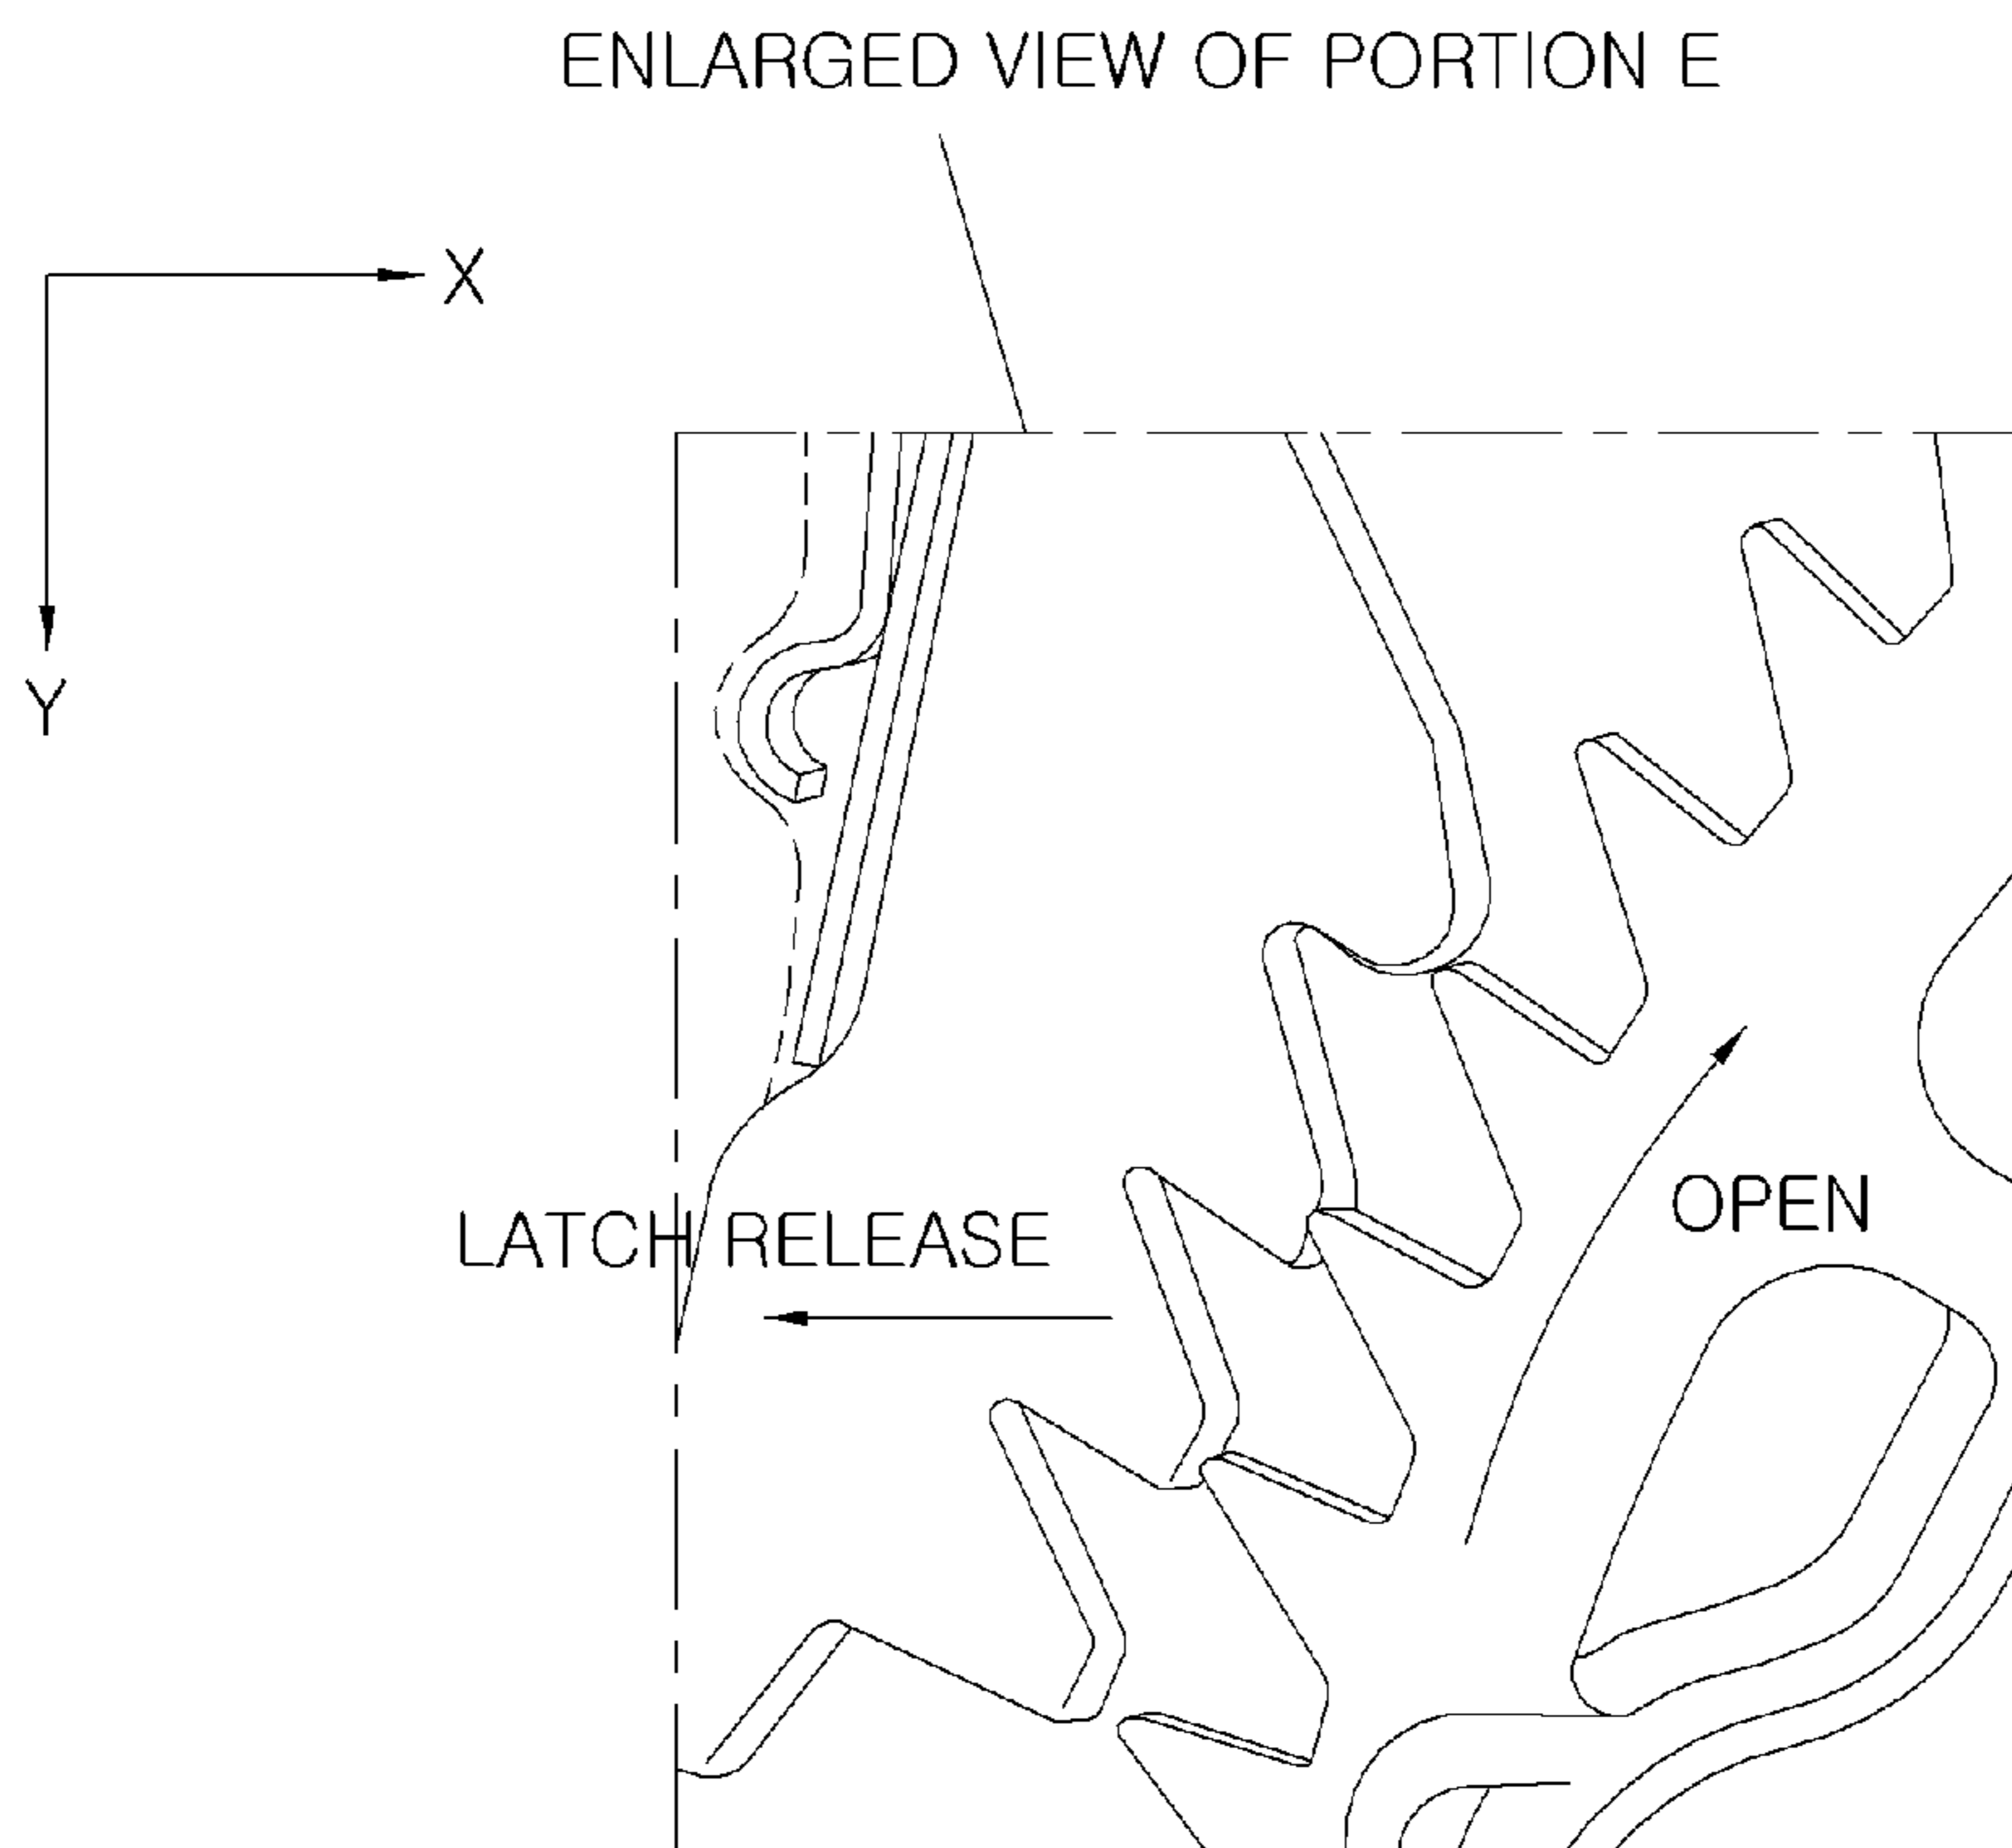 ENLARGED VIEW OF PORTION E
X
Y
OPEN
LATCH RELEASE